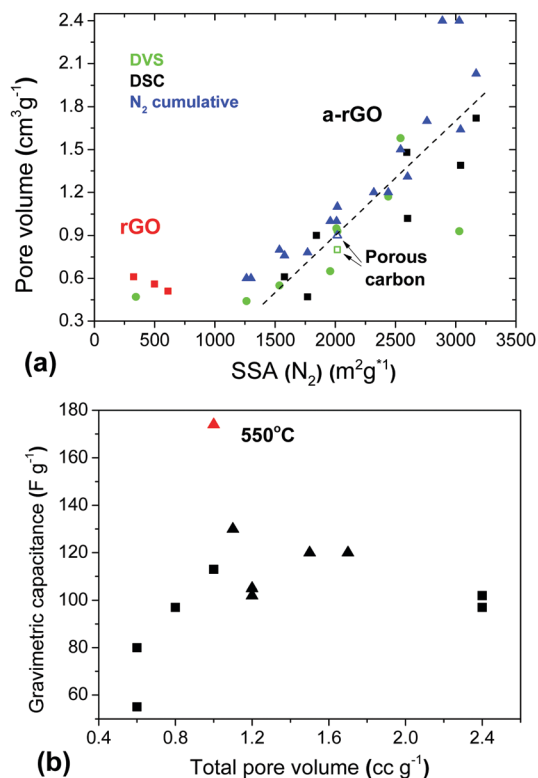 (a)
2.4
2.1
1.8
1.5
1.2
0.9
0.6
0.3
Pore volume (cm³g⁻¹)
DVS
DSC
N₂ cumulative
a-rGO
rGO
Porous
carbon
0 500 1000 1500 2000 2500 3000 3500
SSA (N₂) (m²g*¹)
(b)
180
160
140
120
100
80
60
Gravimetric capacitance (F g⁻¹)
550°C
0.4 0.8 1.2 1.6 2.0 2.4
Total pore volume (cc g⁻¹)